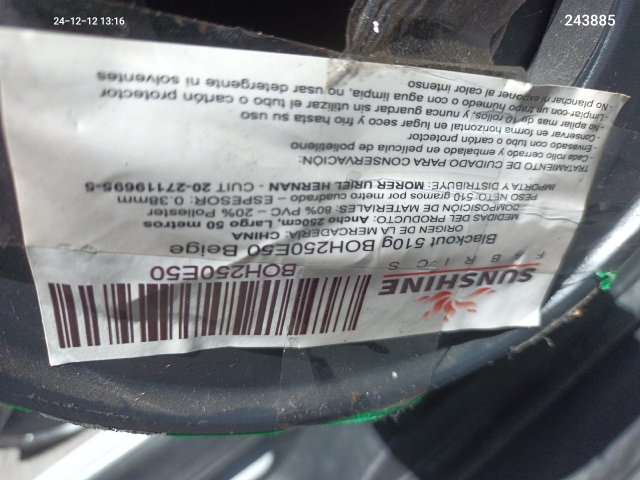 24-12-12 13:16
243885
SUNSHINE
FABRICS
BOH250E50
Blackout 510g BOH250E50 Beige
ORIGEN DE LA MERCADERIA: CHINA
MEDIDAS DEL PRODUCTO: Ancho 250cm, Largo 50 metros
COMPOSICIÓN DE MATERIALES: 80% PVC – 20% Poliester
PESO NETO: 510 gramos por metro cuadrado – ESPESOR: 0.38mm
IMPORTA Y DISTRIBUYE: MORER URIEL HERNAN - CUIT 20-27119695-5
TRATAMIENTO DE CUIDADO PARA CONSERVACIÓN:
- Cada rollo cerrado y embalado en película de polietileno
- Envasado con tubo o cartón protector
- Conservar en forma horizontal en lugar seco y frio hasta su uso
- No apilar mas de 10 rollos, y nunca guardar sin utilizar el tubo o cartón protector
- Limpiar con un trapo húmedo o con agua limpia, no usar detergente ni solventes
- No planchar ni exponer al calor intenso